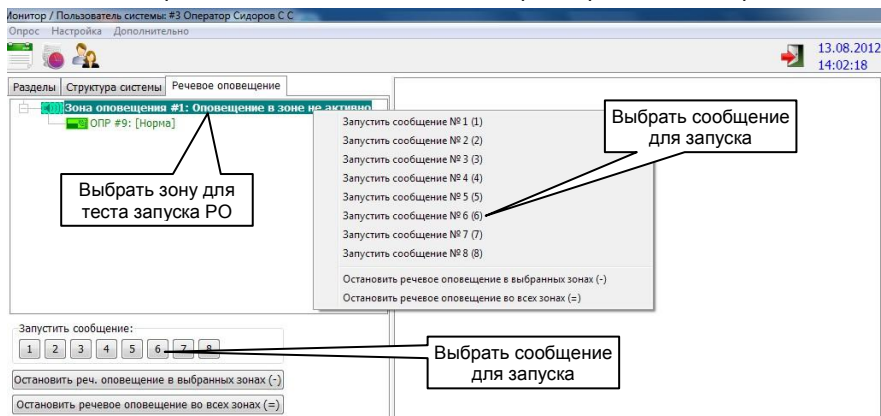 Монитор / Пользователь системы: #3 Оператор Сидоров С С
Опрос Настройка Дополнительно
13.08.2012
14:02:18
Разделы Структура системы Речевое оповещение
Зона оповещения #1: Оповещение в зоне не активно
ОПР #9: [Норма]
Запустить сообщение № 1 (1)
Запустить сообщение № 2 (2)
Запустить сообщение № 3 (3)
Запустить сообщение № 4 (4)
Запустить сообщение № 5 (5)
Запустить сообщение № 6 (6)
Запустить сообщение № 7 (7)
Запустить сообщение № 8 (8)
Остановить речевое оповещение в выбранных зонах (-)
Остановить речевое оповещение во всех зонах (=)
Выбрать сообщение
для запуска
Выбрать зону для
теста запуска РО
Запустить сообщение:
1 2 3 4 5 6 7 8
Выбрать сообщение
для запуска
Остановить реч. оповещение в выбранных зонах (-)
Остановить речевое оповещение во всех зонах (=)